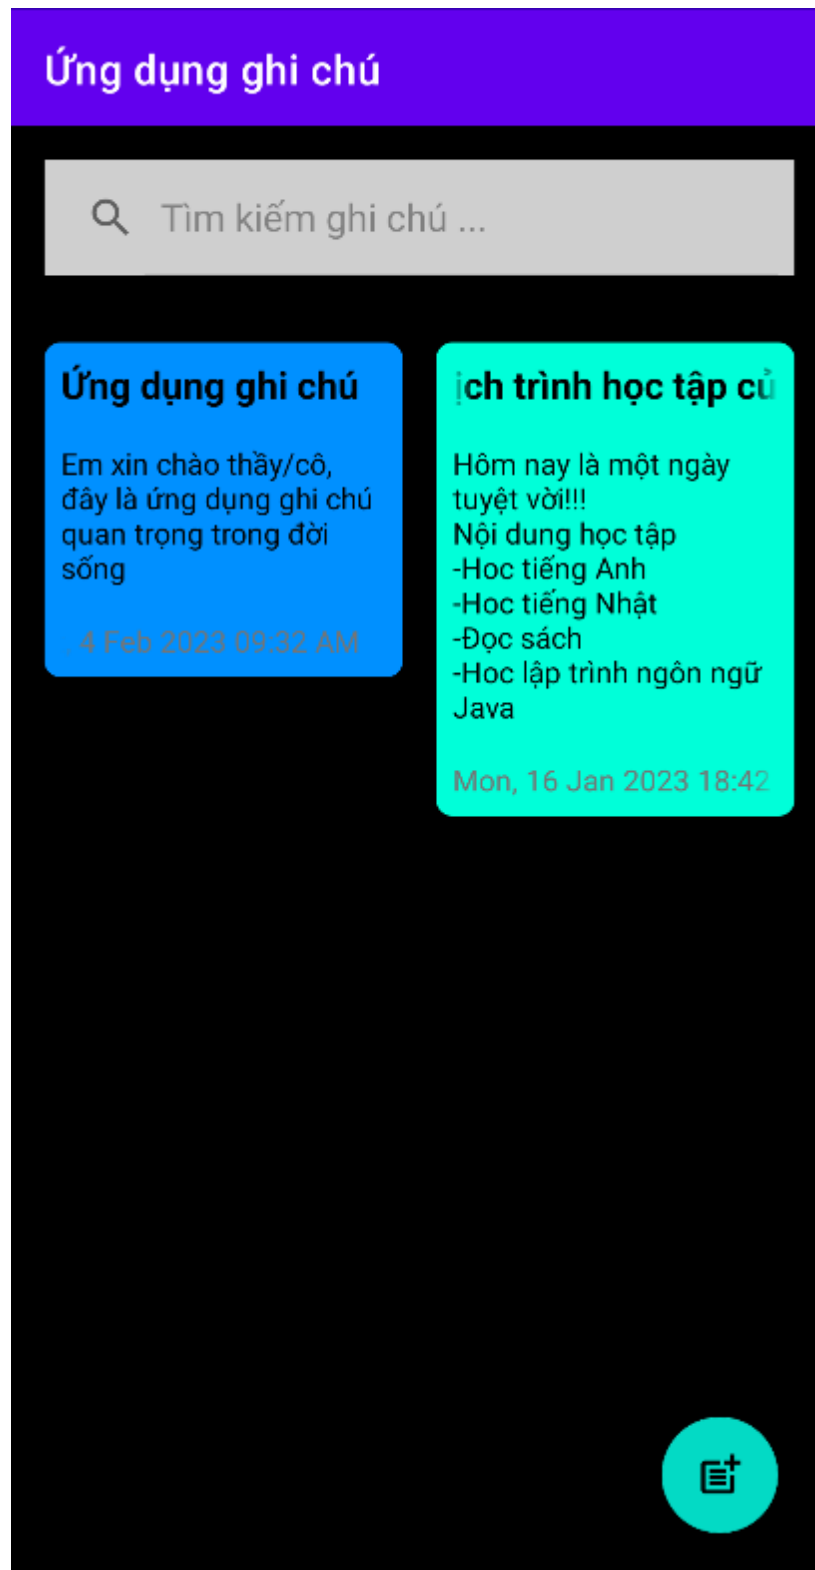 Ứng dụng ghi chú
Tìm kiếm ghi chú ...
Ứng dụng ghi chú
Em xin chào thầy/cô,
đây là ứng dụng ghi chú
quan trọng trong đời
sống
4 Feb 2023 09:32 AM
ịch trình học tập củ
Hôm nay là một ngày
tuyệt vời!!!
Nội dung học tập
-Hoc tiếng Anh
-Hoc tiếng Nhật
-Đọc sách
-Hoc lập trình ngôn ngữ
Java
Mon, 16 Jan 2023 18:42